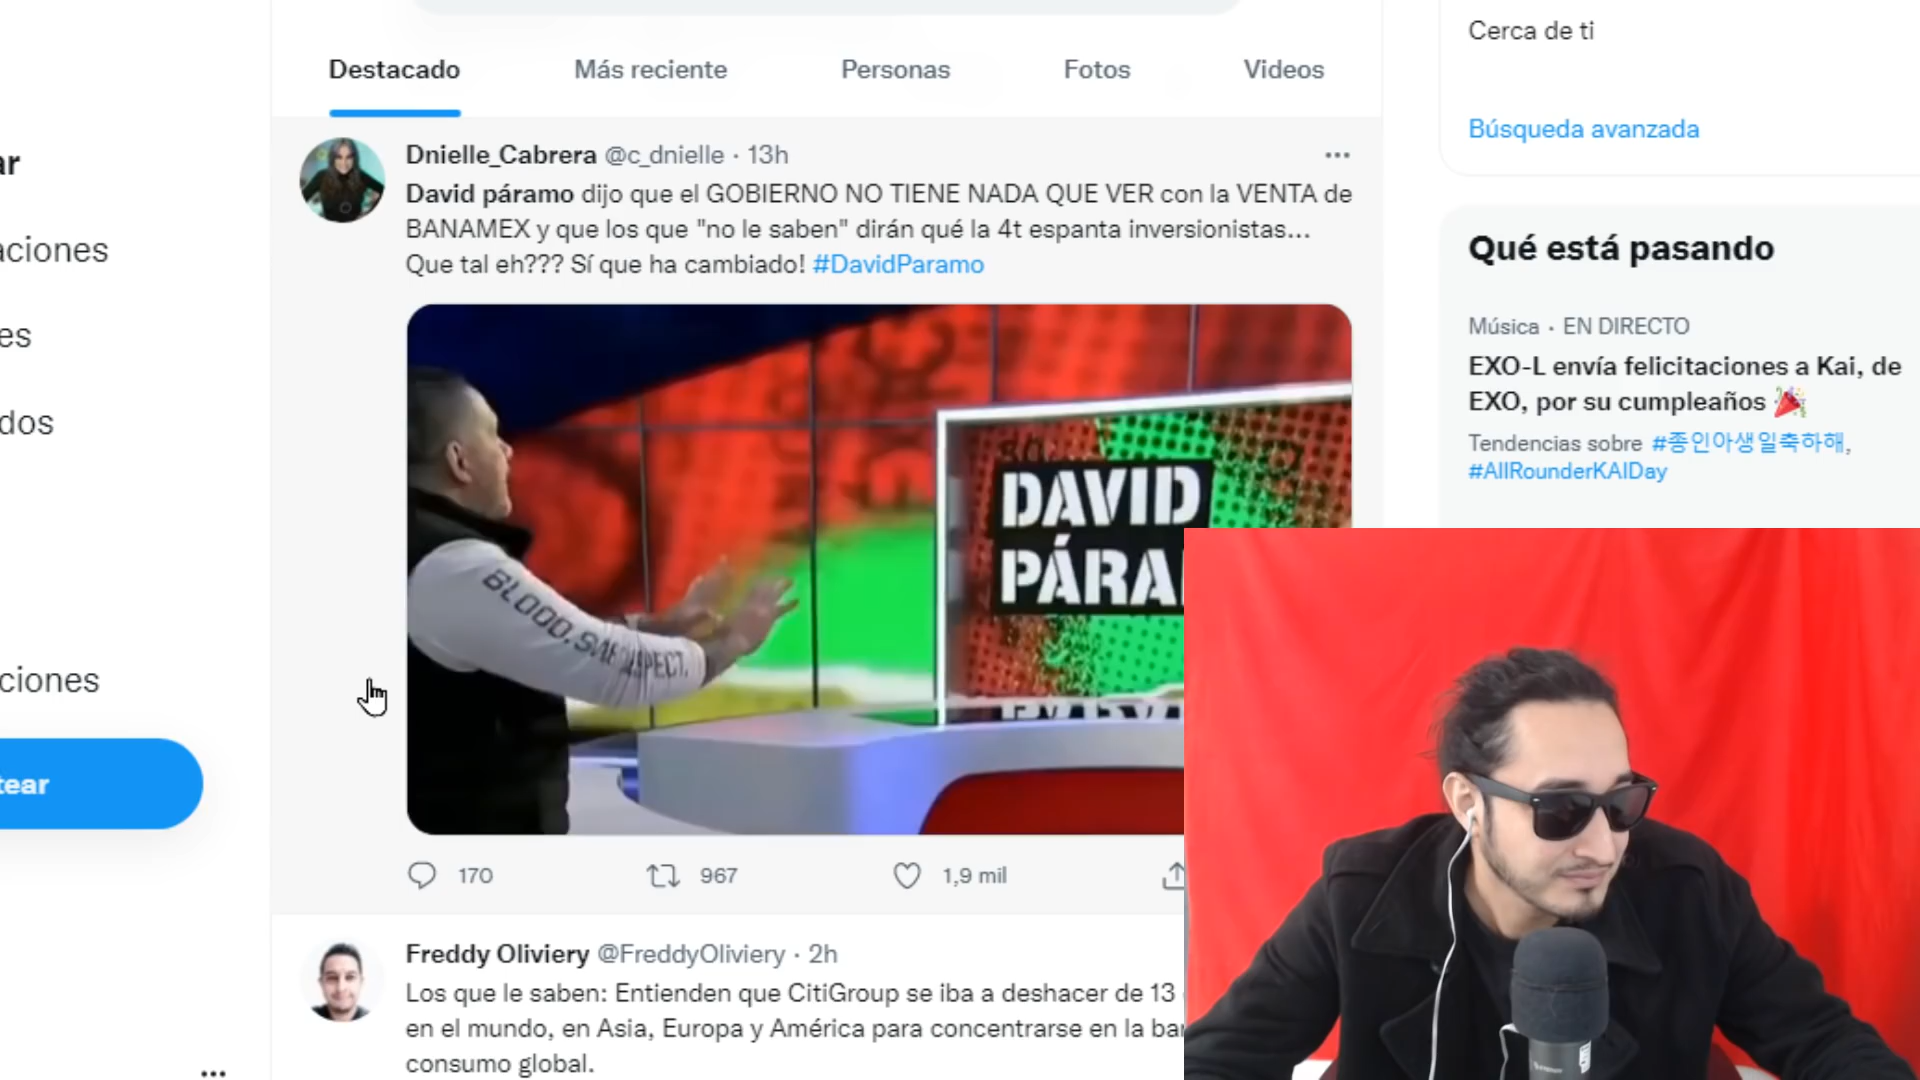 Destacado
Más reciente
Personas
Fotos
Videos
Dnielle_Cabrera @c_dnielle · 13h
David páramo dijo que el GOBIERNO NO TIENE NADA QUE VER con la VENTA de
BANAMEX y que los que "no le saben" dirán qué la 4t espanta inversionistas...
Que tal eh??? Sí que ha cambiado! #DavidParamo
BLOOD.
DAVID
PÁRA
170
967
1,9 mil
Freddy Oliviery @FreddyOliviery · 2h
Los que le saben: Entienden que CitiGroup se iba a deshacer de 13
en el mundo, en Asia, Europa y América para concentrarse en la ba
consumo global.
ar
aciones
es
dos
ciones
tear
Cerca de ti
Búsqueda avanzada
Qué está pasando
Música · EN DIRECTO
EXO-L envía felicitaciones a Kai, de
EXO, por su cumpleaños 🎉
Tendencias sobre #종인아생일축하해,
#AllRounderKAIDay